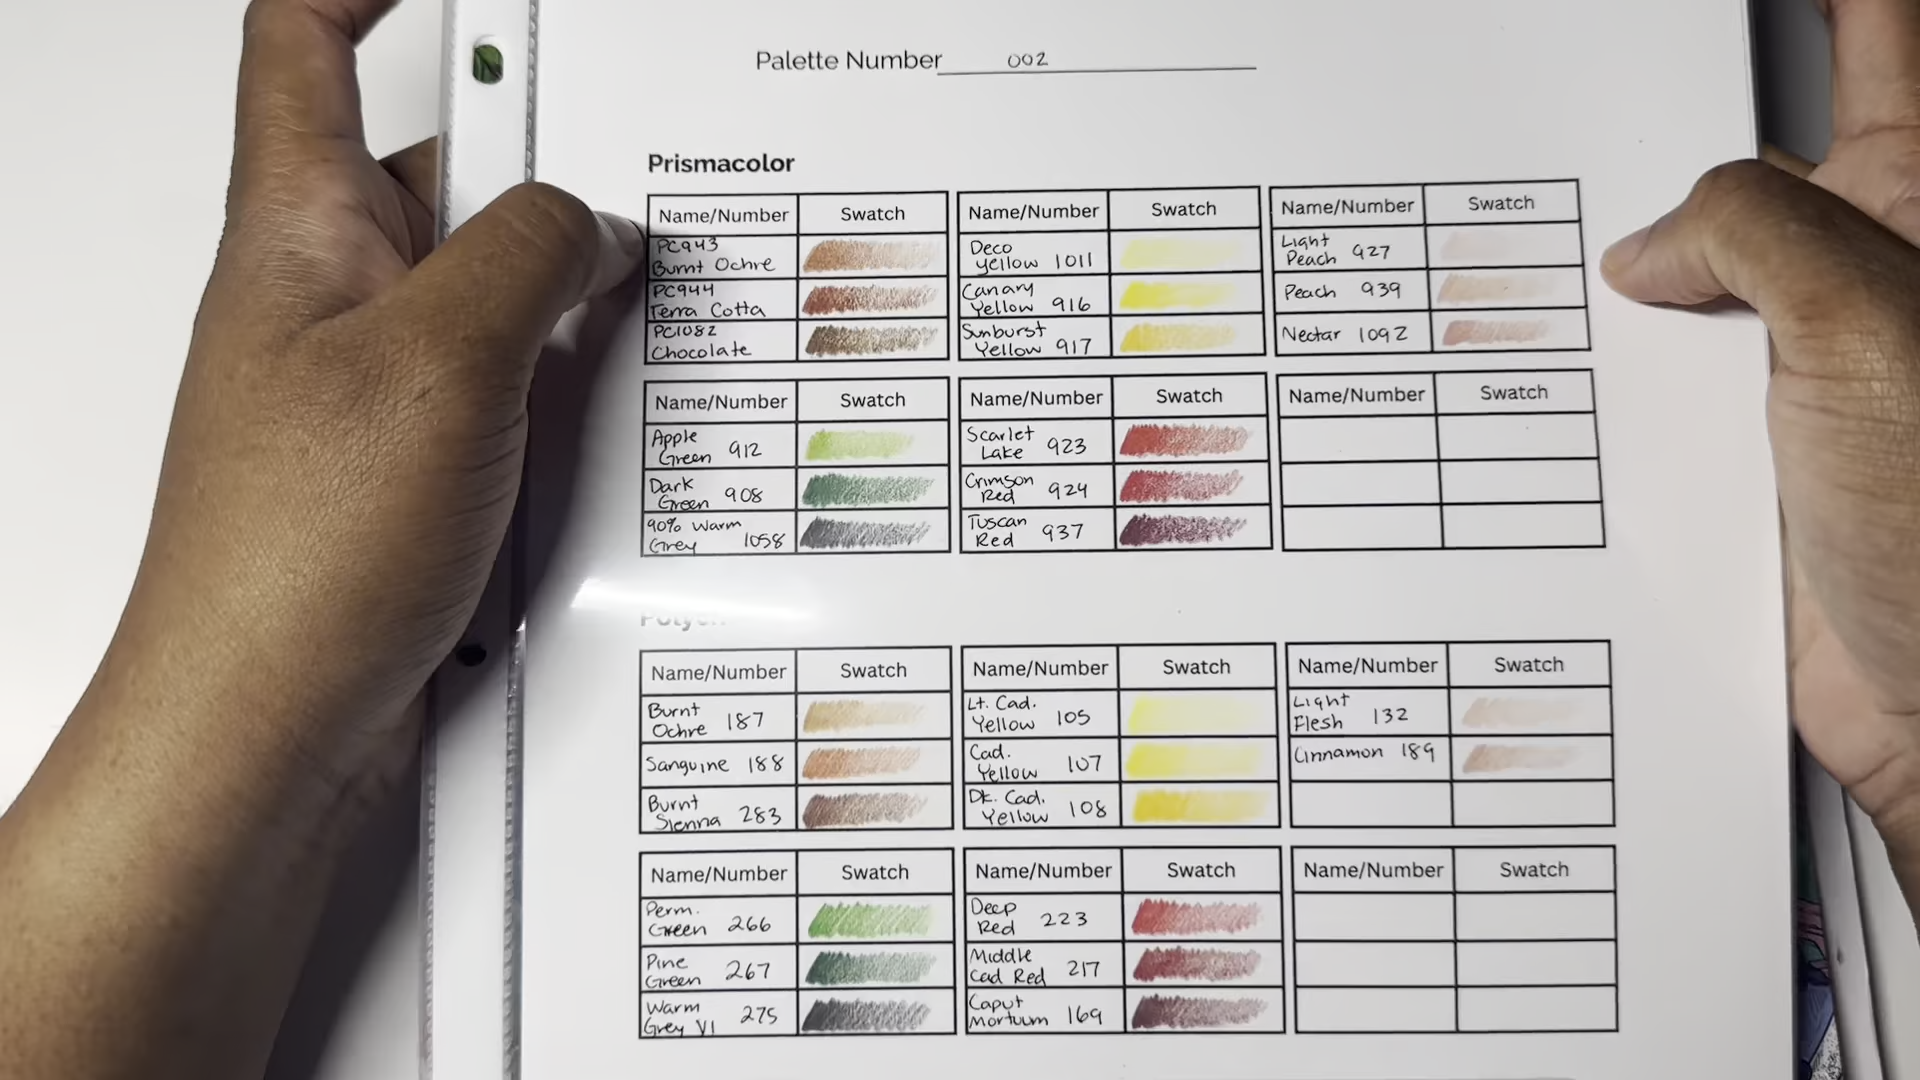 Palette Number 002
Prismacolor
Name/Number Swatch
PC943
Burnt Ochre
PC944
Terra Cotta
PC1082
Chocolate
Name/Number Swatch
Deco
Yellow 1011
Canary
Yellow 916
Sunburst
Yellow 917
Name/Number Swatch
Light
Peach 927
Peach 939
Nectar 1092
Name/Number Swatch
Apple
Green 912
Dark
Green 908
90% Warm
Grey 1058
Name/Number Swatch
Scarlet
Lake 923
Crimson
Red 924
Tuscan
Red 937
Name/Number Swatch
Name/Number Swatch
Burnt
Ochre 187
Sanguine 188
Burnt
Sienna 283
Name/Number Swatch
Lt. Cad.
Yellow 105
Cad.
Yellow 107
Dk. Cad.
Yellow 108
Name/Number Swatch
Light
Flesh 132
Cinnamon 189
Name/Number Swatch
Perm.
Green 266
Pine
Green 267
Warm
Grey VI 275
Name/Number Swatch
Deep
Red 223
Middle
Cad Red 217
Caput
Mortuum 169
Name/Number Swatch